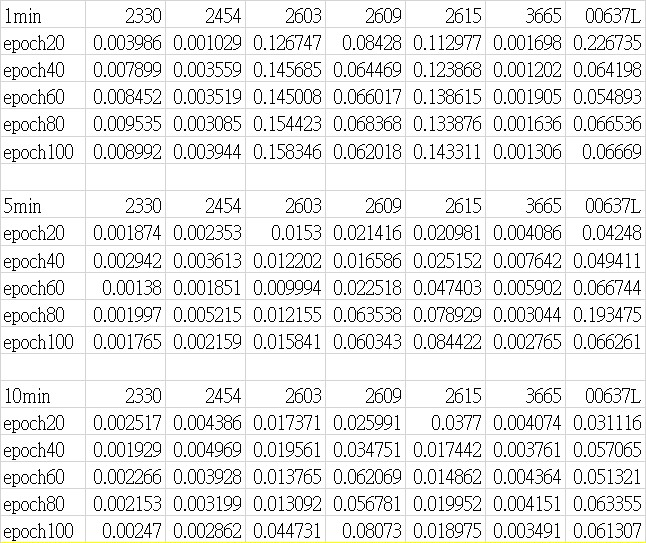 1min 2330 2454 2603 2609 2615 3665 00637L
epoch20 0.003986 0.001029 0.126747 0.08428 0.112977 0.001698 0.226735
epoch40 0.007899 0.003559 0.145685 0.064469 0.123868 0.001202 0.064198
epoch60 0.008452 0.003519 0.145008 0.066017 0.138615 0.001905 0.054893
epoch80 0.009535 0.003085 0.154423 0.068368 0.133876 0.001636 0.066536
epoch100 0.008992 0.003944 0.158346 0.062018 0.143311 0.001306 0.06669
5min 2330 2454 2603 2609 2615 3665 00637L
epoch20 0.001874 0.002353 0.0153 0.021416 0.020981 0.004086 0.04248
epoch40 0.002942 0.003613 0.012202 0.016586 0.025152 0.007642 0.049411
epoch60 0.00138 0.001851 0.009994 0.022518 0.047403 0.005902 0.066744
epoch80 0.001997 0.005215 0.012155 0.063538 0.078929 0.003044 0.193475
epoch100 0.001765 0.002159 0.015841 0.060343 0.084422 0.002765 0.066261
10min 2330 2454 2603 2609 2615 3665 00637L
epoch20 0.002517 0.004386 0.017371 0.025991 0.0377 0.004074 0.031116
epoch40 0.001929 0.004969 0.019561 0.034751 0.017442 0.003761 0.057065
epoch60 0.002266 0.003928 0.013765 0.062069 0.014862 0.004364 0.051321
epoch80 0.002153 0.003199 0.013092 0.056781 0.019952 0.004151 0.063355
epoch100 0.00247 0.002862 0.044731 0.08073 0.018975 0.003491 0.061307